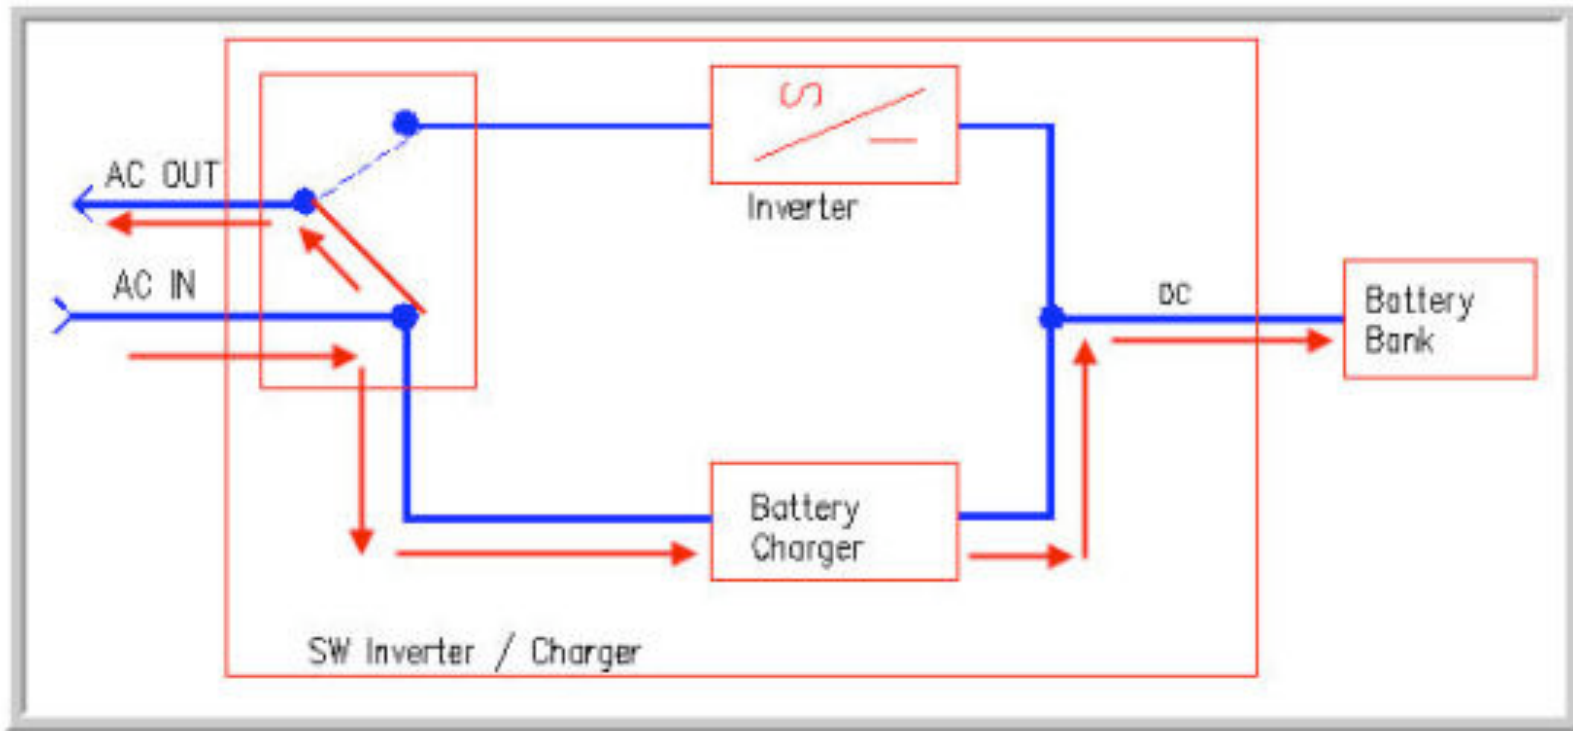 AC OUT
AC IN
Inverter
DC
Battery
Bank
Battery
Charger
SW Inverter / Charger